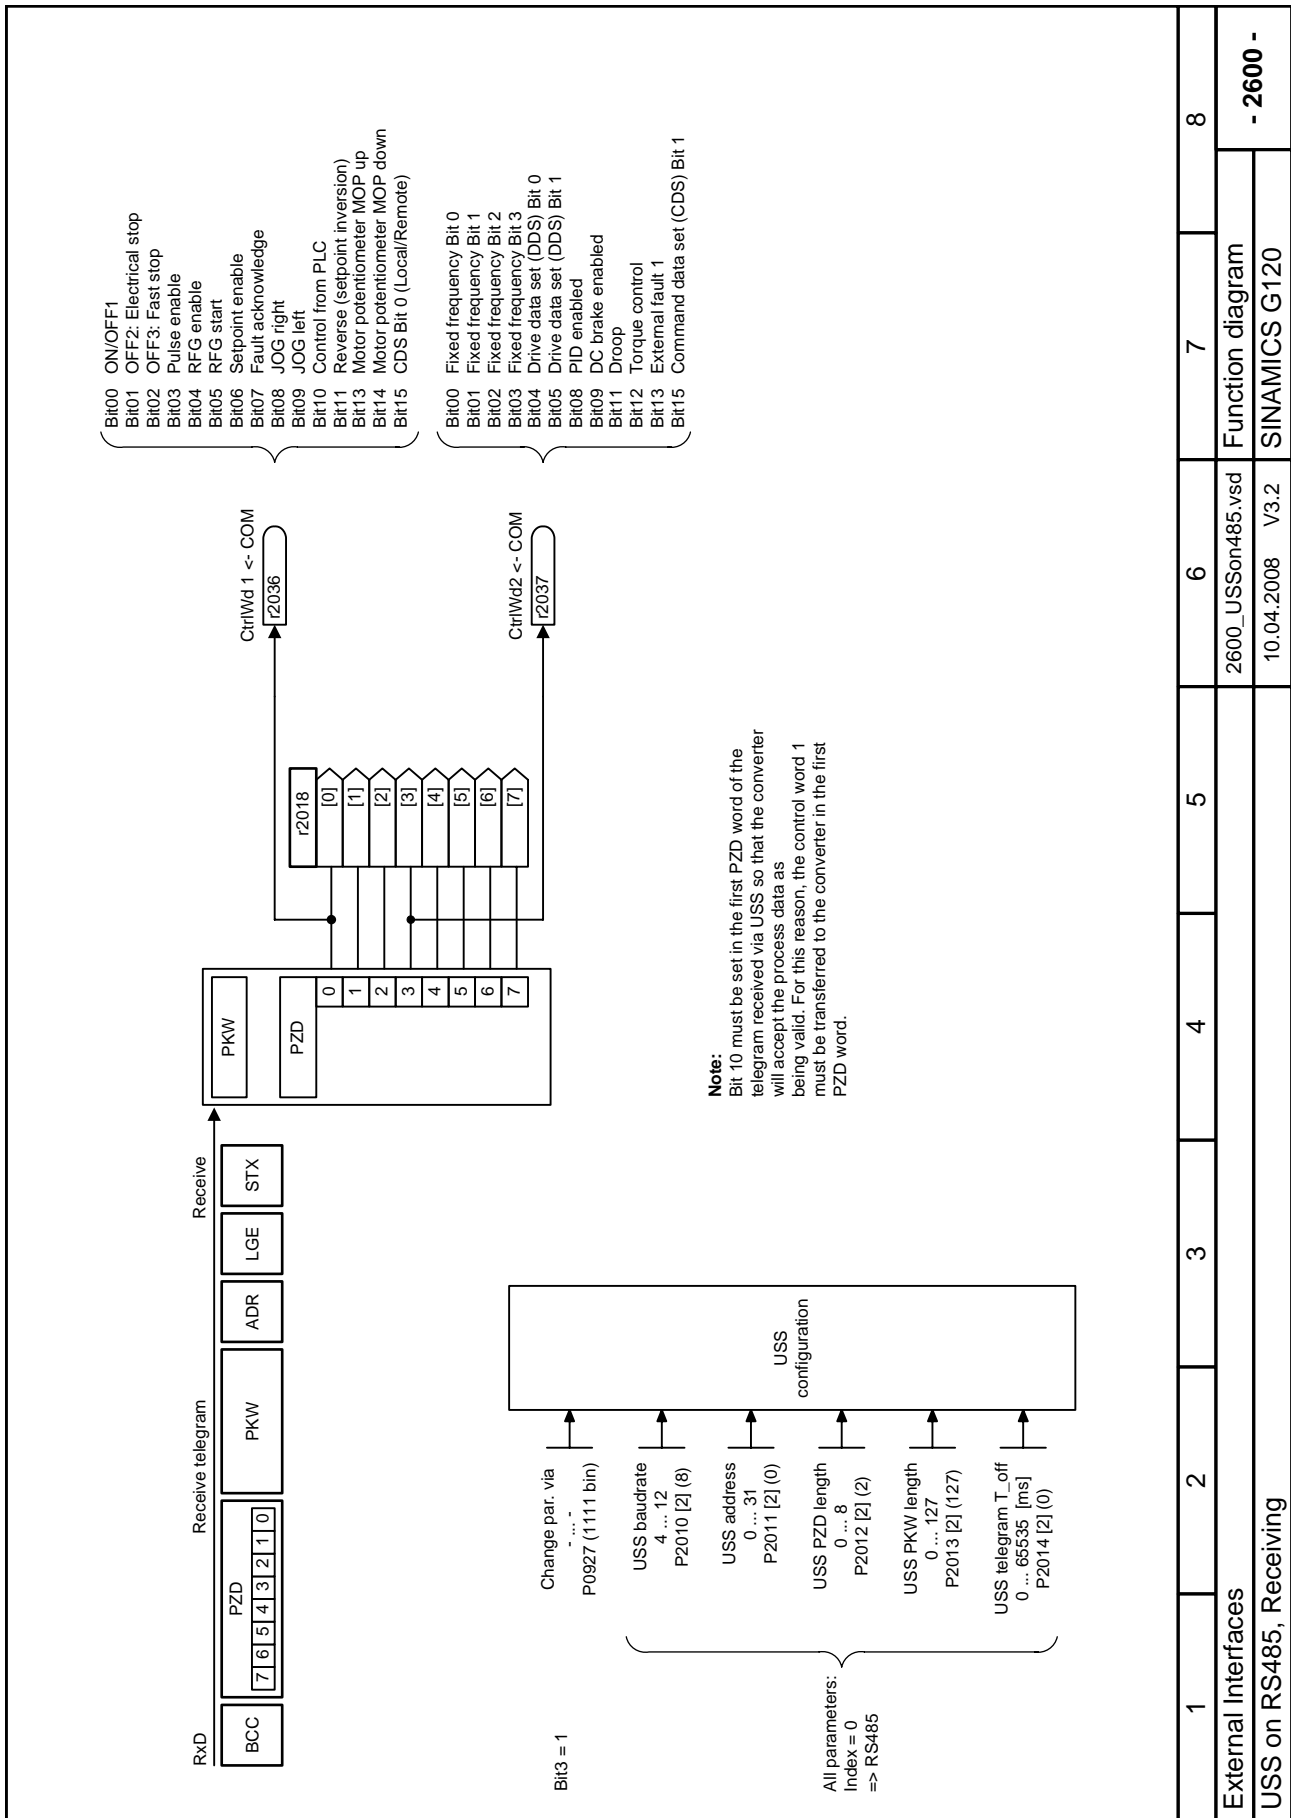 RxD
Receive telegram
Receive
BCC
PZD
7 6 5 4 3 2 1 0
PKW
ADR
LGE
STX
PKW
PZD
0
1
2
3
4
5
6
7
r2018
[0]
[1]
[2]
[3]
[4]
[5]
[6]
[7]
CtrlWd 1 <- COM
r2036
CtrlWd2 <- COM
r2037
Bit00 ON/OFF1
Bit01 OFF2: Electrical stop
Bit02 OFF3: Fast stop
Bit03 Pulse enable
Bit04 RFG enable
Bit05 RFG start
Bit06 Setpoint enable
Bit07 Fault acknowledge
Bit08 JOG right
Bit09 JOG left
Bit10 Control from PLC
Bit11 Reverse (setpoint inversion)
Bit13 Motor potentiometer MOP up
Bit14 Motor potentiometer MOP down
Bit15 CDS Bit 0 (Local/Remote)
Bit00 Fixed frequency Bit 0
Bit01 Fixed frequency Bit 1
Bit02 Fixed frequency Bit 2
Bit03 Fixed frequency Bit 3
Bit04 Drive data set (DDS) Bit 0
Bit05 Drive data set (DDS) Bit 1
Bit08 PID enabled
Bit09 DC brake enabled
Bit11 Droop
Bit12 Torque control
Bit13 External fault 1
Bit15 Command data set (CDS) Bit 1
Bit3 = 1
Change par. via
- ... -
P0927 (1111 bin)
USS baudrate
4 ... 12
P2010 [2] (8)
USS address
0 ... 31
P2011 [2] (0)
USS PZD length
0 ... 8
P2012 [2] (2)
USS PKW length
0 ... 127
P2013 [2] (127)
USS telegram T_off
0 ... 65535 [ms]
P2014 [2] (0)
All parameters:
Index = 0
=> RS485
USS
configuration
Note:
Bit 10 must be set in the first PZD word of the
telegram received via USS so that the converter
will accept the process data as
being valid. For this reason, the control word 1
must be transferred to the converter in the first
PZD word.
1 2 3 4 5 6 7 8
External Interfaces
2600_USSon485.vsd
Function diagram
- 2600 -
USS on RS485, Receiving
10.04.2008 V3.2
SINAMICS G120